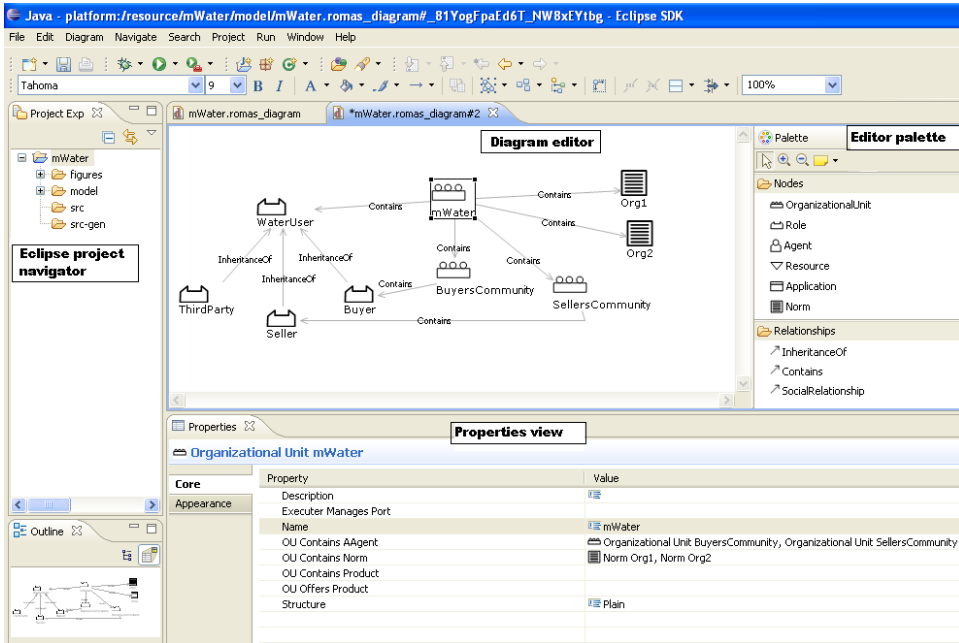 Java - platform:/resource/mWater/model/mWater.romas_diagram#_81YogFpaEd6T_NW8xEYtbg - Eclipse SDK
File Edit Diagram Navigate Search Project Run Window Help
Tahoma 9 B I A 100%
Project Exp
mWater.romas_diagram
*mWater.romas_diagram#2
mWater
figures
model
src
src-gen
Eclipse project
navigator
Diagram editor
mWater
WaterUser
Org1
Org2
BuyersCommunity
SellersCommunity
ThirdParty
Seller
Buyer
Contains
Contains
Contains
Contains
Contains
Contains
Contains
InheritanceOf
InheritanceOf
InheritanceOf
Palette
Editor palette
Nodes
OrganizationalUnit
Role
Agent
Resource
Application
Norm
Relationships
InheritanceOf
Contains
SocialRelationship
Properties
Properties view
Organizational Unit mWater
Core
Appearance
Property Value
Description
Executer Manages Port
Name mWater
OU Contains AAgent Organizational Unit BuyersCommunity, Organizational Unit SellersCommunity
OU Contains Norm Norm Org1, Norm Org2
OU Contains Product
OU Offers Product
Structure Plain
Outline